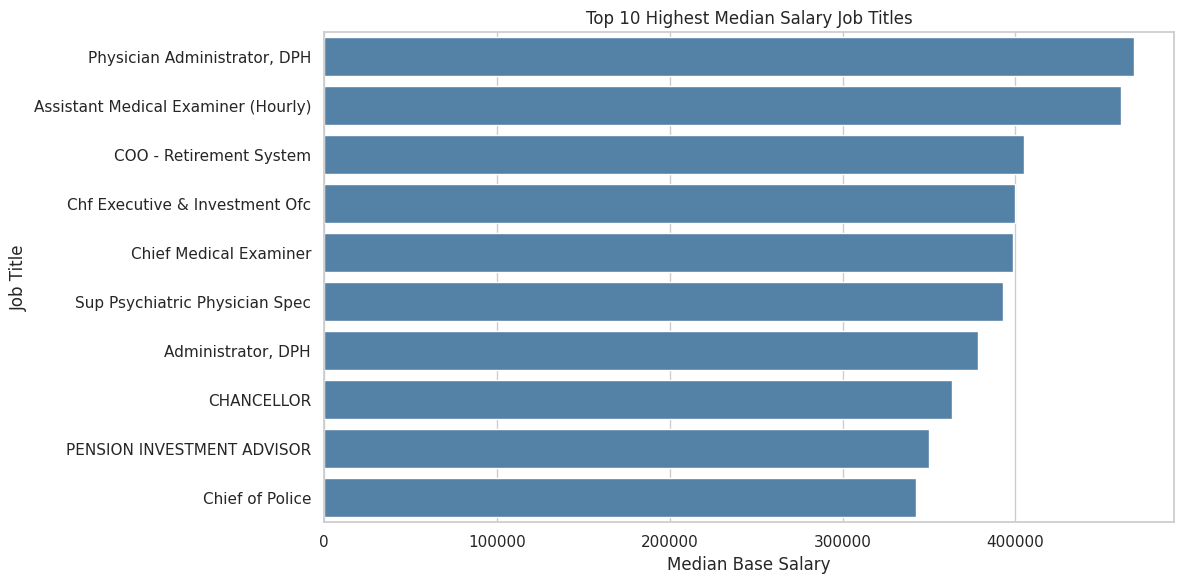 Top 10 Highest Median Salary Job Titles
Physician Administrator, DPH
Assistant Medical Examiner (Hourly)
COO - Retirement System
Chf Executive & Investment Ofc
Chief Medical Examiner
Sup Psychiatric Physician Spec
Administrator, DPH
CHANCELLOR
PENSION INVESTMENT ADVISOR
Chief of Police
Job Title
0 100000 200000 300000 400000
Median Base Salary